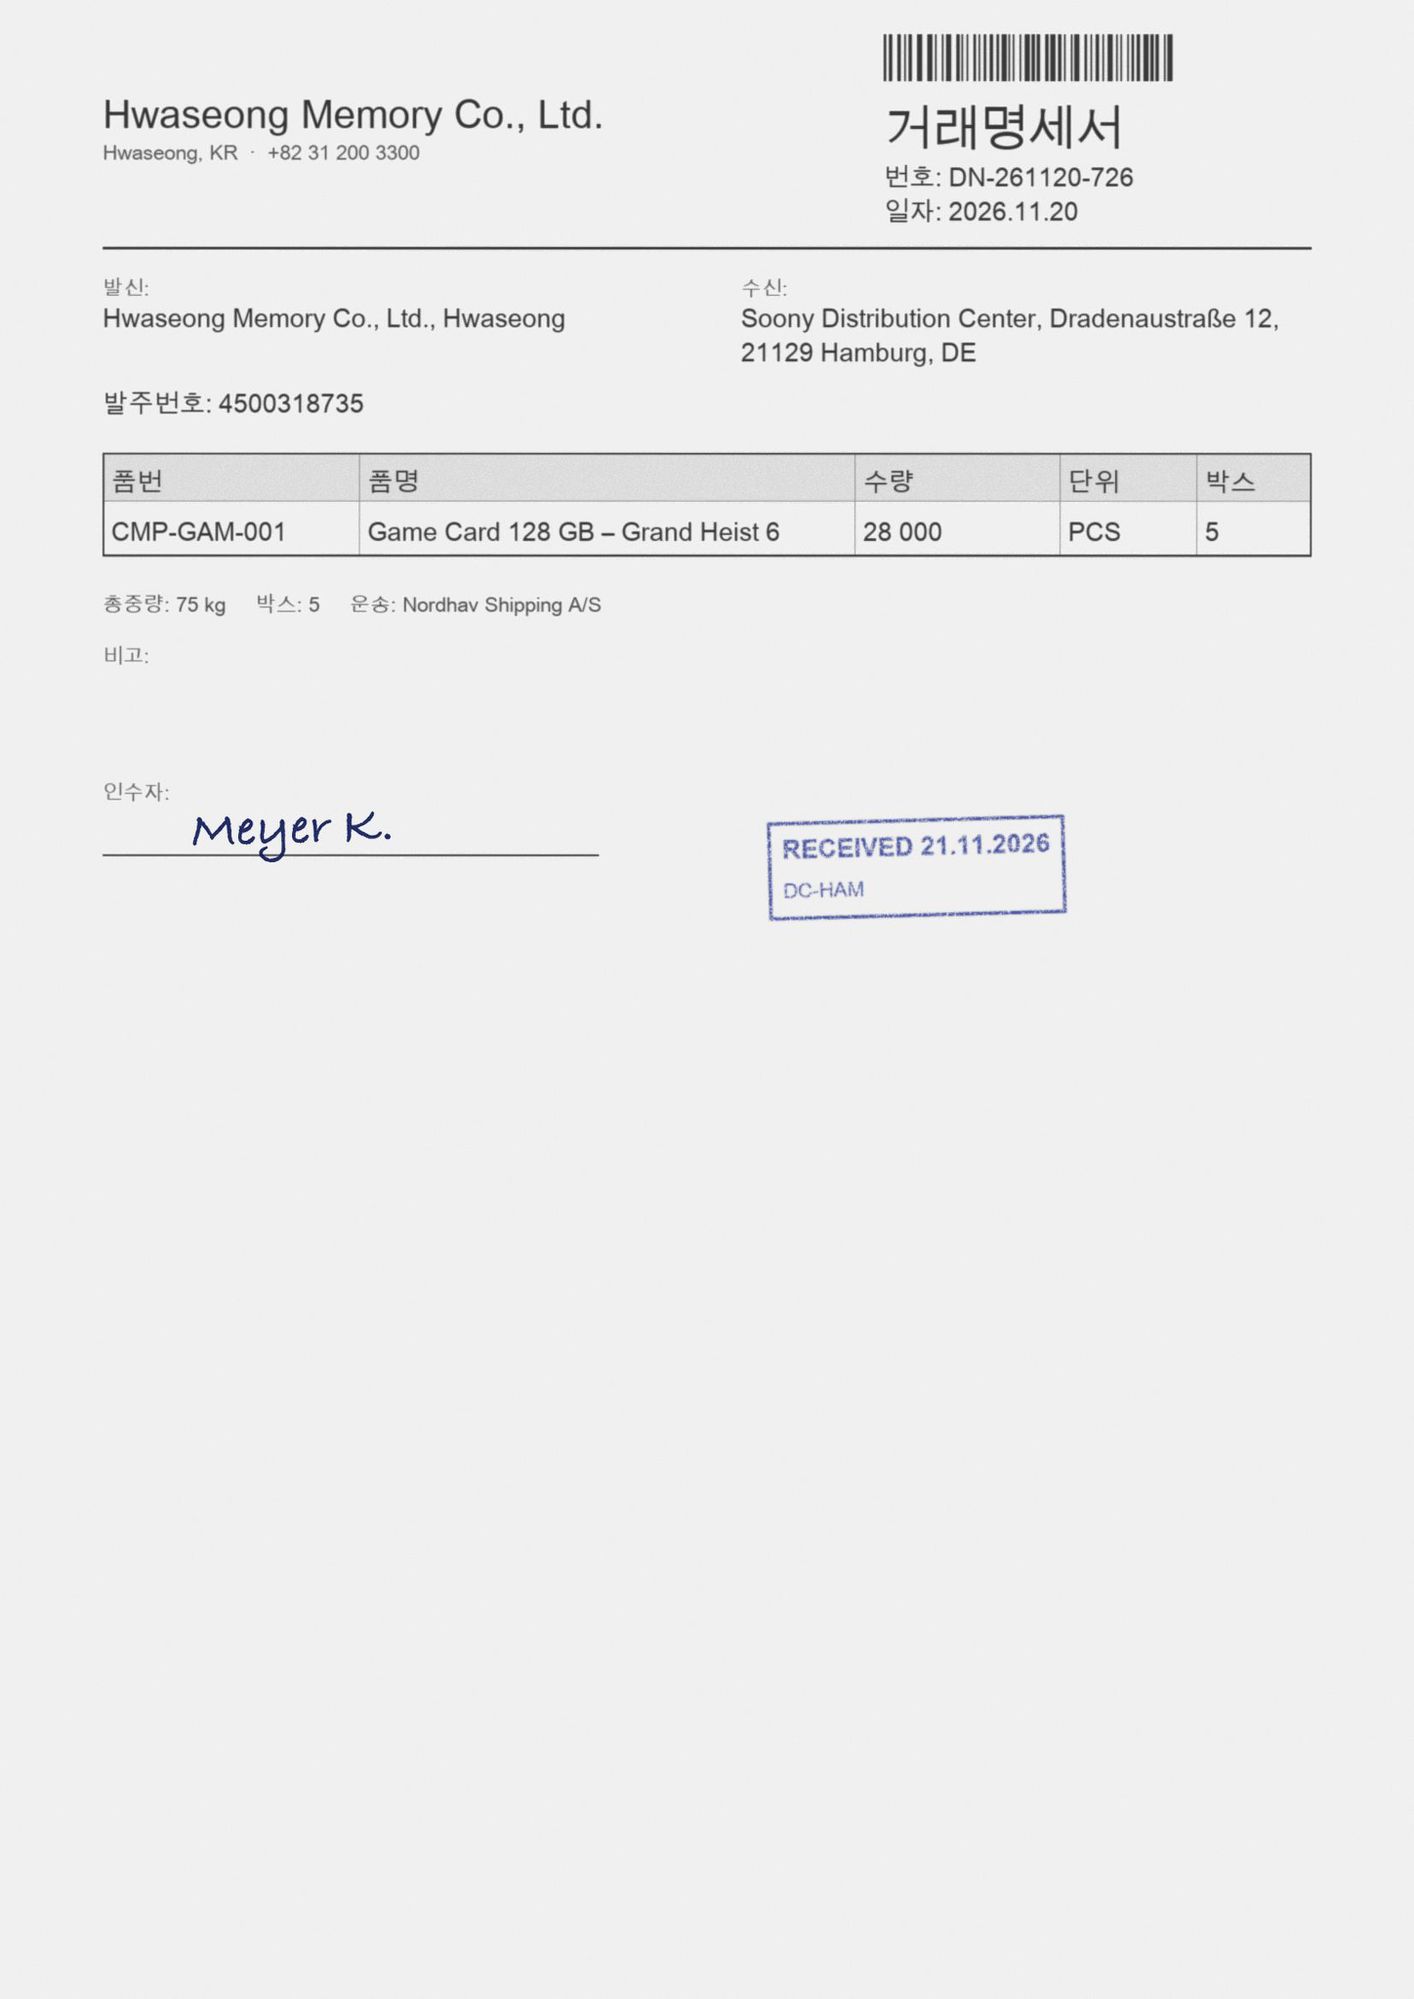 Hwaseong Memory Co., Ltd.
Hwaseong, KR · +82 31 200 3300
거래명세서
번호: DN-261120-726
일자: 2026.11.20
발신:
Hwaseong Memory Co., Ltd., Hwaseong
수신:
Soony Distribution Center, Dradenaustraße 12,
21129 Hamburg, DE
발주번호: 4500318735
품번 품명 수량 단위 박스
CMP-GAM-001 Game Card 128 GB – Grand Heist 6 28 000 PCS 5
총중량: 75 kg 박스: 5 운송: Nordhav Shipping A/S
비고:
인수자:
Meyer K.
RECEIVED 21.11.2026
DC-HAM